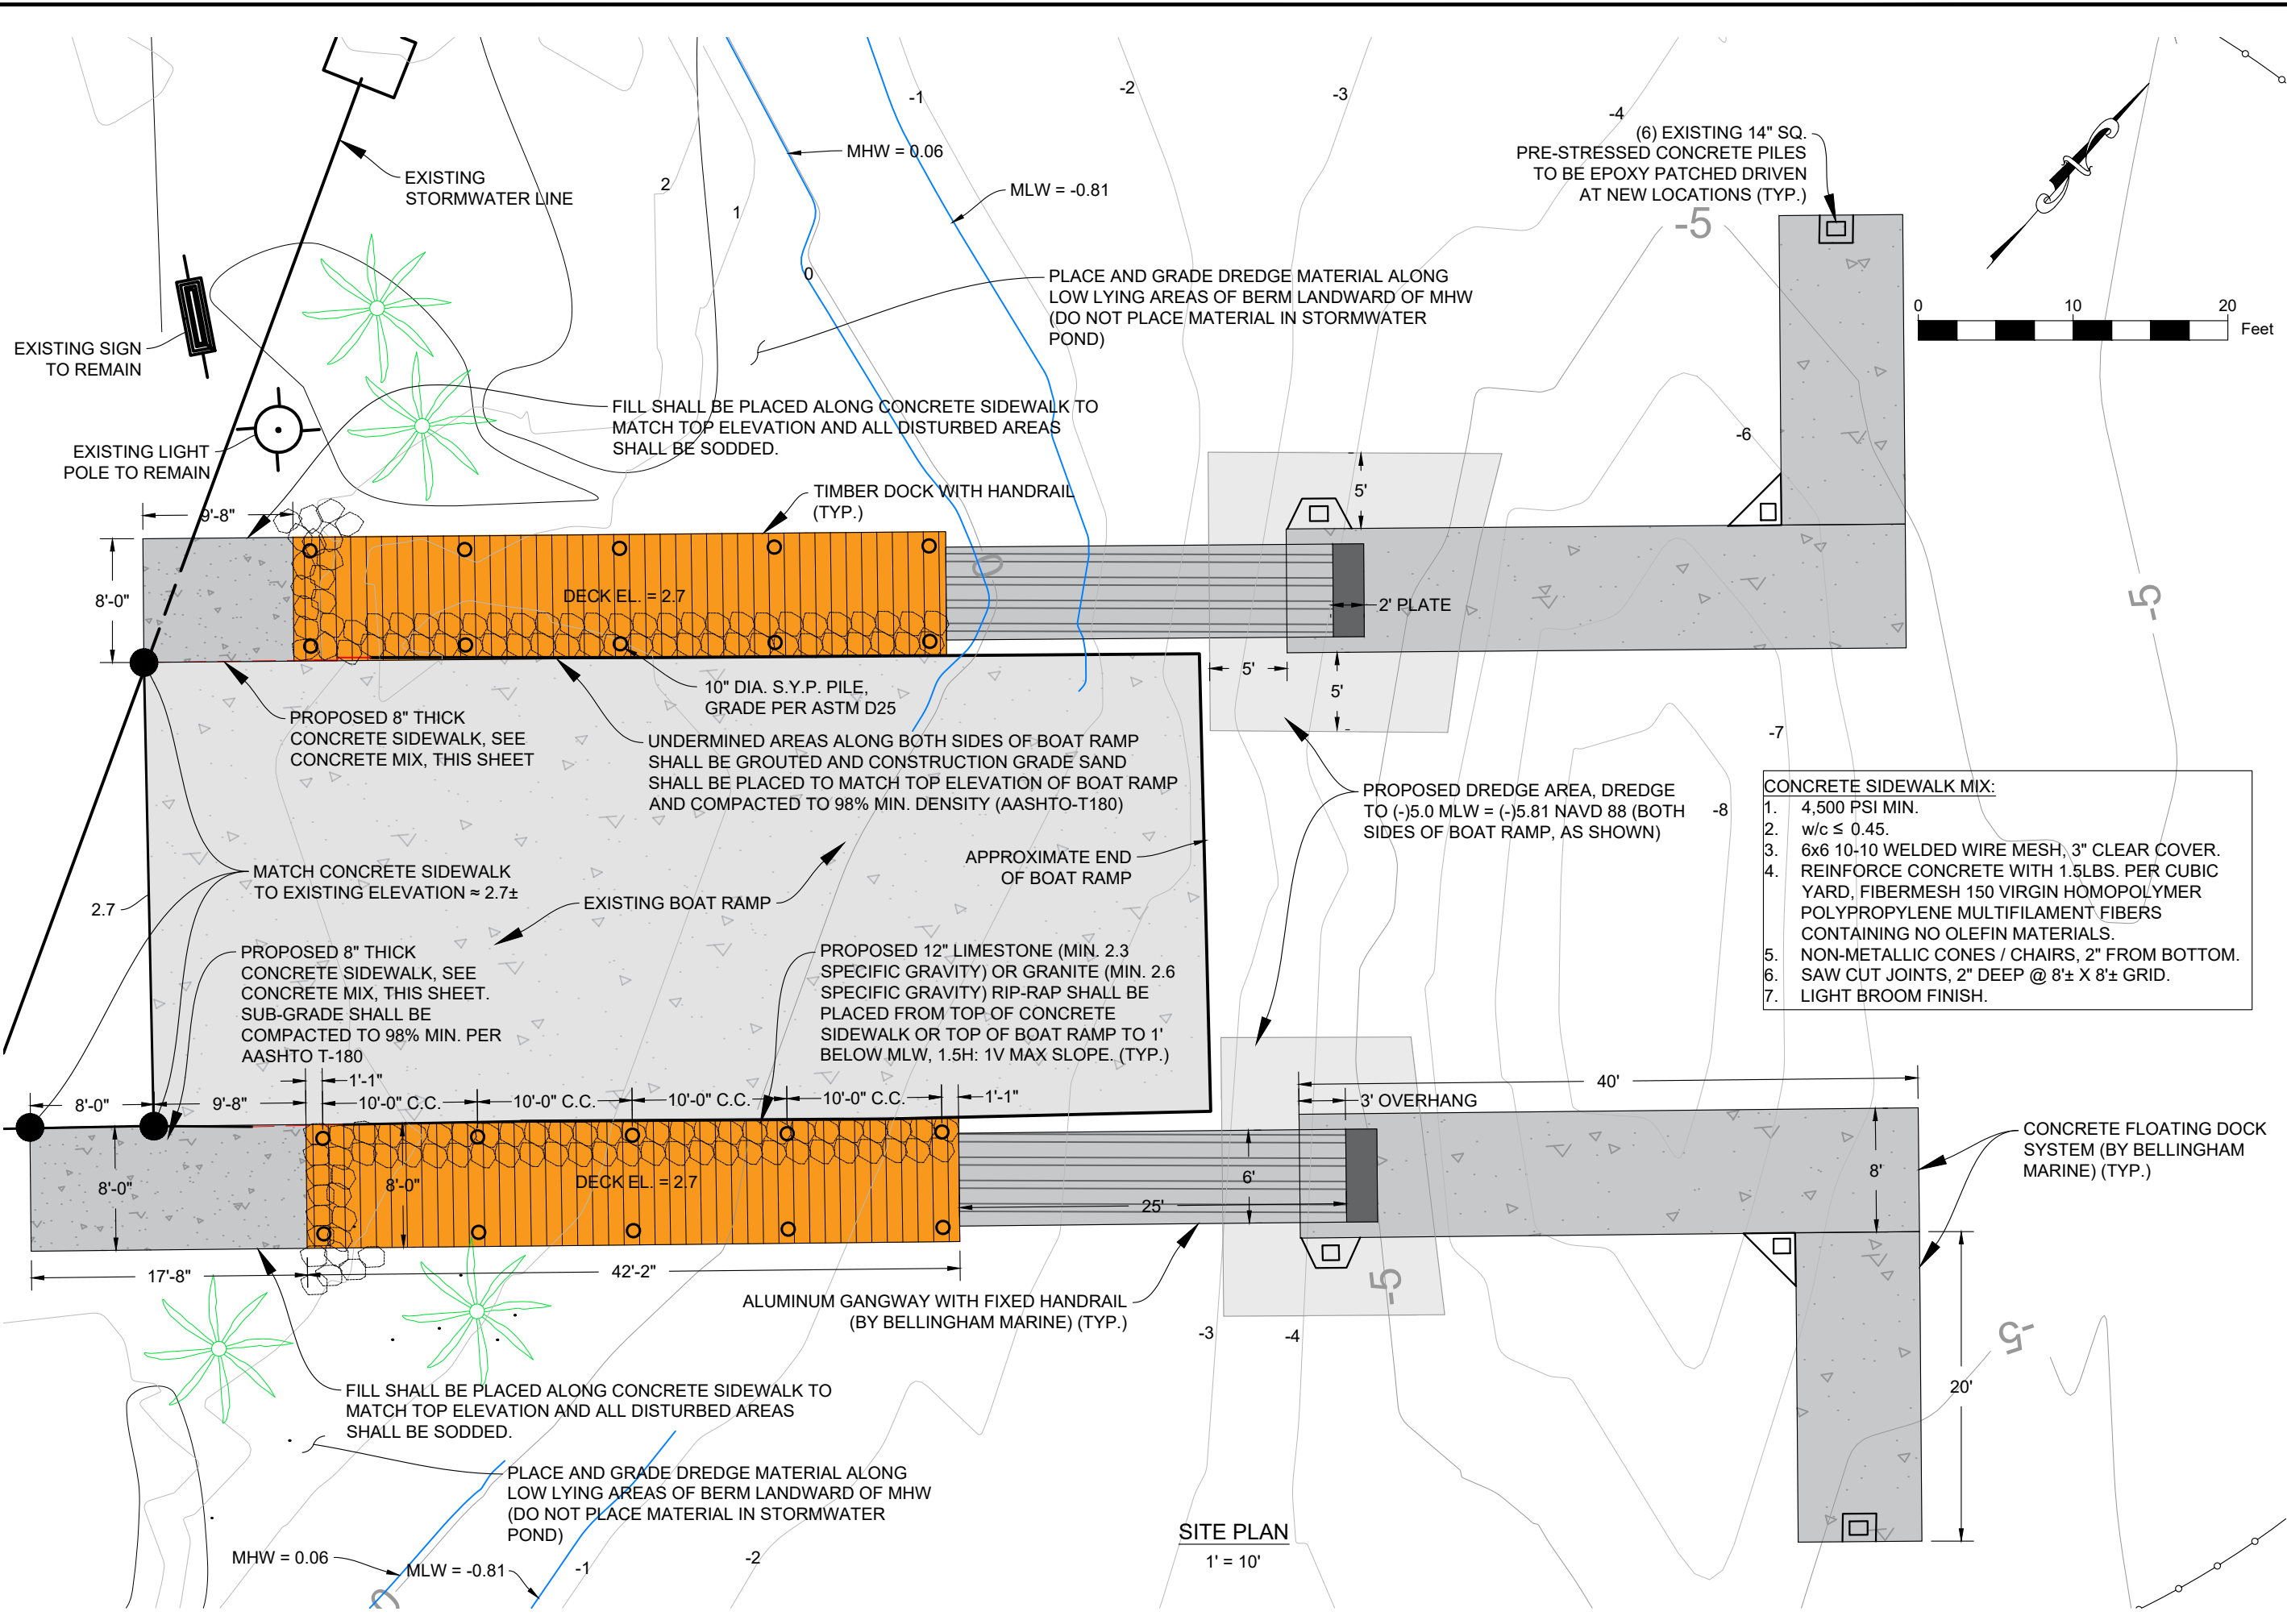 -1
-2
-3
-4
MHW = 0.06
(6) EXISTING 14" SQ.
PRE-STRESSED CONCRETE PILES
TO BE EPOXY PATCHED DRIVEN
AT NEW LOCATIONS (TYP.)
EXISTING
STORMWATER LINE
2
1
MLW = -0.81
-5
0
PLACE AND GRADE DREDGE MATERIAL ALONG
LOW LYING AREAS OF BERM LANDWARD OF MHW
(DO NOT PLACE MATERIAL IN STORMWATER
POND)
0 10 20
Feet
EXISTING SIGN
TO REMAIN
FILL SHALL BE PLACED ALONG CONCRETE SIDEWALK TO
MATCH TOP ELEVATION AND ALL DISTURBED AREAS
SHALL BE SODDED.
-6
EXISTING LIGHT
POLE TO REMAIN
TIMBER DOCK WITH HANDRAIL
(TYP.)
5'
9'-8"
0
8'-0"
DECK EL. = 2.7
2' PLATE
-5
5'
5'
10" DIA. S.Y.P. PILE,
GRADE PER ASTM D25
PROPOSED 8" THICK
CONCRETE SIDEWALK, SEE
CONCRETE MIX, THIS SHEET
UNDERMINED AREAS ALONG BOTH SIDES OF BOAT RAMP
SHALL BE GROUTED AND CONSTRUCTION GRADE SAND
SHALL BE PLACED TO MATCH TOP ELEVATION OF BOAT RAMP
AND COMPACTED TO 98% MIN. DENSITY (AASHTO-T180)
-7
PROPOSED DREDGE AREA, DREDGE
TO (-)5.0 MLW = (-)5.81 NAVD 88 (BOTH
SIDES OF BOAT RAMP, AS SHOWN)
-8
CONCRETE SIDEWALK MIX:
1. 4,500 PSI MIN.
2. w/c ≤ 0.45.
3. 6x6 10-10 WELDED WIRE MESH, 3" CLEAR COVER.
4. REINFORCE CONCRETE WITH 1.5LBS. PER CUBIC
YARD, FIBERMESH 150 VIRGIN HOMOPOLYMER
POLYPROPYLENE MULTIFILAMENT FIBERS
CONTAINING NO OLEFIN MATERIALS.
5. NON-METALLIC CONES / CHAIRS, 2" FROM BOTTOM.
6. SAW CUT JOINTS, 2" DEEP @ 8'± X 8'± GRID.
7. LIGHT BROOM FINISH.
APPROXIMATE END
OF BOAT RAMP
MATCH CONCRETE SIDEWALK
TO EXISTING ELEVATION ≈ 2.7±
2.7
EXISTING BOAT RAMP
PROPOSED 8" THICK
CONCRETE SIDEWALK, SEE
CONCRETE MIX, THIS SHEET.
SUB-GRADE SHALL BE
COMPACTED TO 98% MIN. PER
AASHTO T-180
PROPOSED 12" LIMESTONE (MIN. 2.3
SPECIFIC GRAVITY) OR GRANITE (MIN. 2.6
SPECIFIC GRAVITY) RIP-RAP SHALL BE
PLACED FROM TOP OF CONCRETE
SIDEWALK OR TOP OF BOAT RAMP TO 1'
BELOW MLW, 1.5H: 1V MAX SLOPE. (TYP.)
1'-1"
8'-0"
9'-8"
10'-0" C.C.
10'-0" C.C.
10'-0" C.C.
10'-0" C.C.
1'-1"
40'
3' OVERHANG
8'-0"
8'-0"
DECK EL. = 2.7
6'
25'
8'
CONCRETE FLOATING DOCK
SYSTEM (BY BELLINGHAM
MARINE) (TYP.)
17'-8"
42'-2"
-5
ALUMINUM GANGWAY WITH FIXED HANDRAIL
(BY BELLINGHAM MARINE) (TYP.)
-3
-4
-5
20'
FILL SHALL BE PLACED ALONG CONCRETE SIDEWALK TO
MATCH TOP ELEVATION AND ALL DISTURBED AREAS
SHALL BE SODDED.
PLACE AND GRADE DREDGE MATERIAL ALONG
LOW LYING AREAS OF BERM LANDWARD OF MHW
(DO NOT PLACE MATERIAL IN STORMWATER
POND)
MHW = 0.06
MLW = -0.81
0
-1
-2
SITE PLAN
1' = 10'